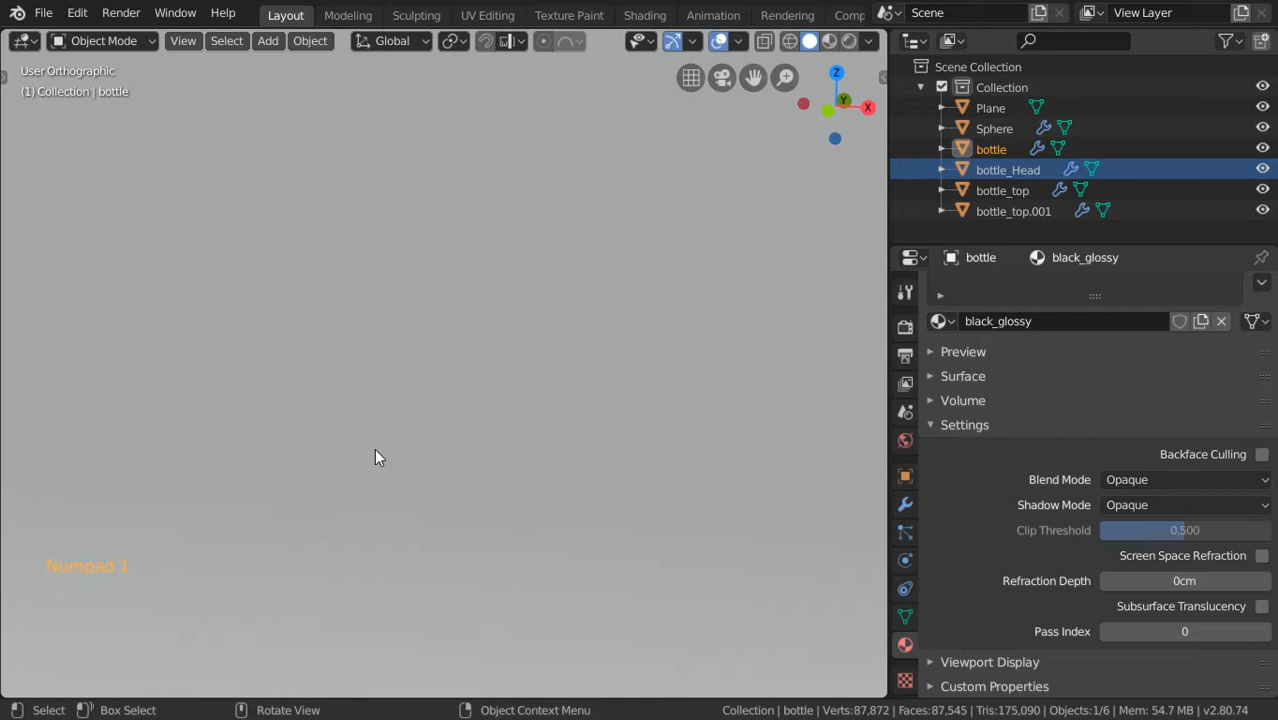 File Edit Render Window Help Layout Modeling Sculpting UV Editing Texture Paint Shading Animation Rendering Comp Scene View Layer
Object Mode View Select Add Object Global
User Orthographic
(1) Collection | bottle
Z
Y
X
Numpad 1
Scene Collection
Collection
Plane
Sphere
bottle
bottle_Head
bottle_top
bottle_top.001
bottle black_glossy
black_glossy
Preview
Surface
Volume
Settings
Backface Culling
Blend Mode Opaque
Shadow Mode Opaque
Clip Threshold 0.500
Screen Space Refraction
Refraction Depth 0cm
Subsurface Translucency
Pass Index 0
Viewport Display
Custom Properties
Select Box Select Rotate View Object Context Menu Collection | bottle | Verts:87,872 | Faces:87,545 | Tris:175,090 | Objects:1/6 | Mem: 54.7 MB | v2.80.74